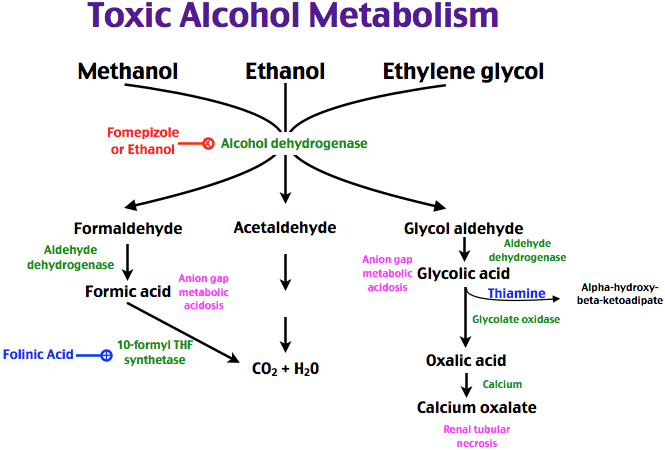 Toxic Alcohol Metabolism
Methanol
Ethanol
Ethylene glycol
Fomepizole
or Ethanol
Alcohol dehydrogenase
Formaldehyde
Acetaldehyde
Glycol aldehyde
Aldehyde
dehydrogenase
Aldehyde
dehydrogenase
Anion gap
metabolic
acidosis
Glycolic acid
Formic acid
Anion gap
metabolic
acidosis
Thiamine
Alpha-hydroxy-
beta-ketoadipate
Glycolate oxidase
Folinic Acid
10-formyl THF
synthetase
CO₂ + H₂0
Oxalic acid
Calcium
Calcium oxalate
Renal tubular
necrosis